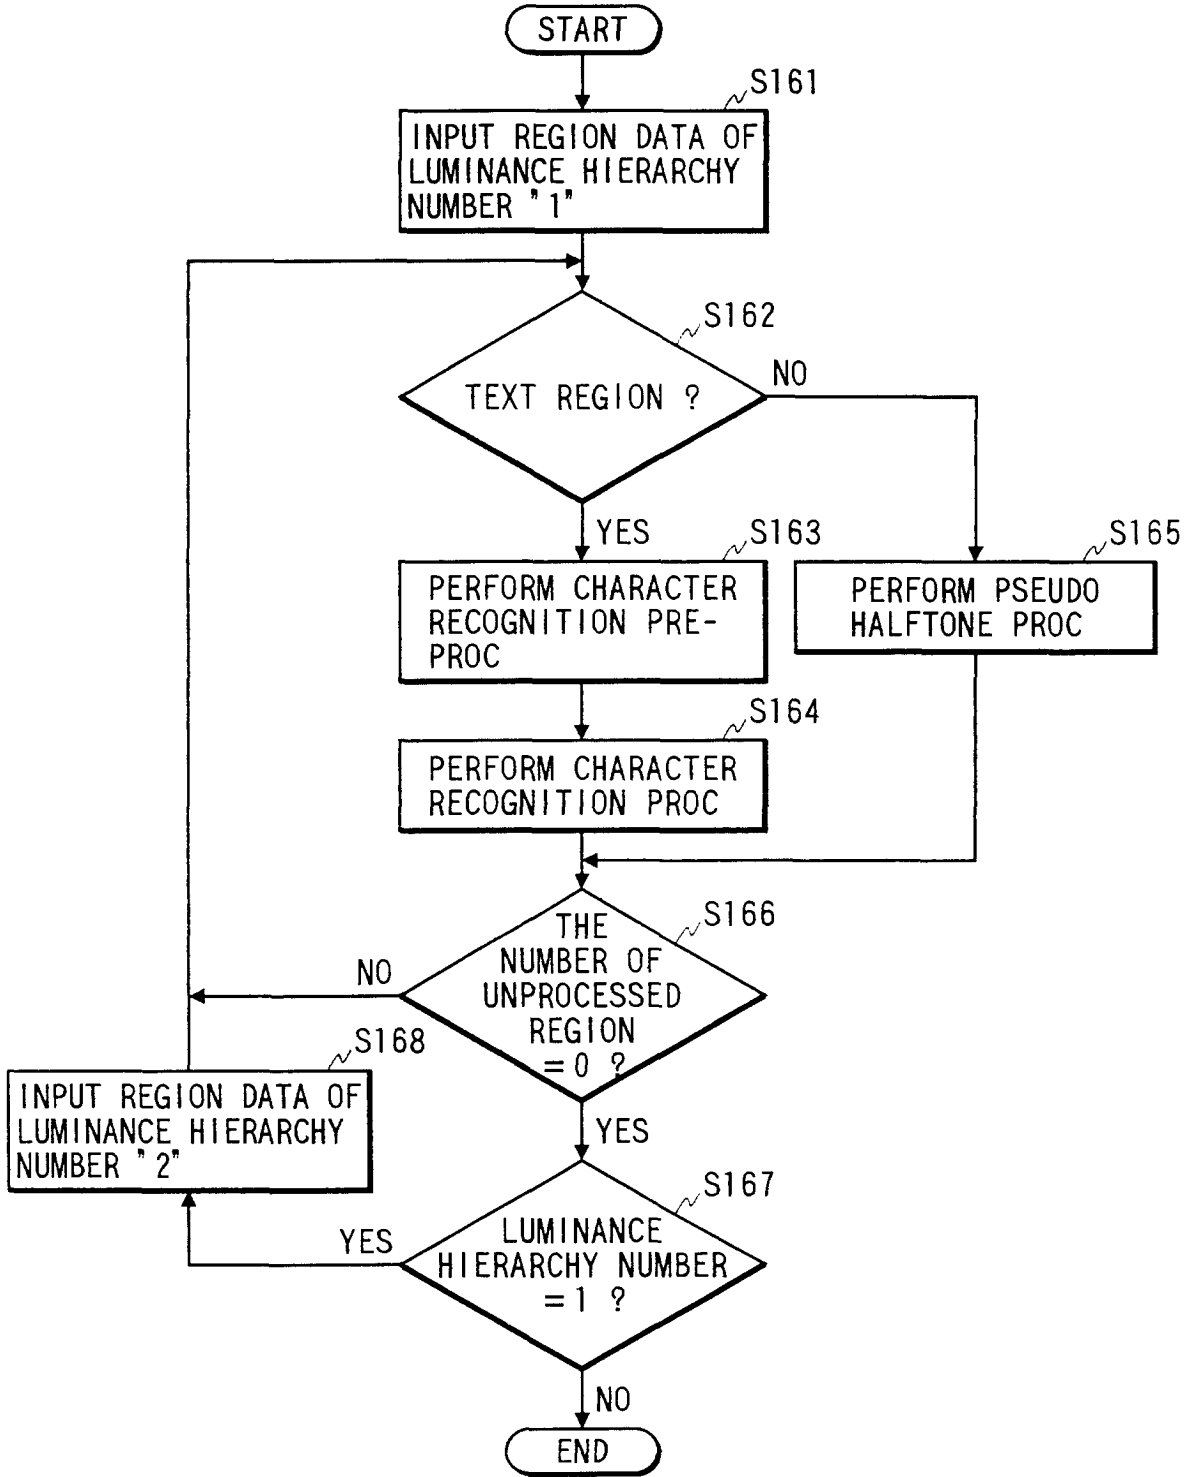 START
S161
INPUT REGION DATA OF
LUMINANCE HIERARCHY
NUMBER "1"
S162
TEXT REGION ?
NO
YES
S163
PERFORM CHARACTER
RECOGNITION PRE-
PROC
S165
PERFORM PSEUDO
HALFTONE PROC
S164
PERFORM CHARACTER
RECOGNITION PROC
S166
THE
NUMBER OF
UNPROCESSED
REGION
=0 ?
NO
YES
S168
INPUT REGION DATA OF
LUMINANCE HIERARCHY
NUMBER "2"
S167
LUMINANCE
HIERARCHY NUMBER
=1 ?
YES
NO
END